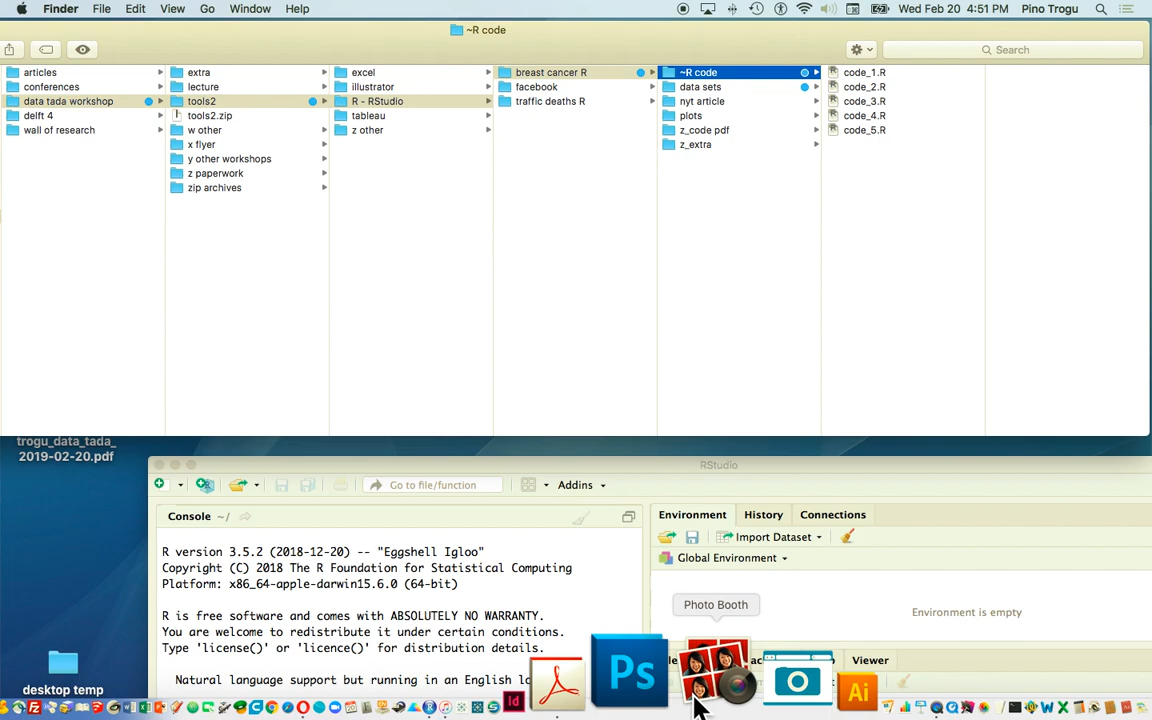 Finder File Edit View Go Window Help Wed Feb 20 4:51 PM Pino Trogu
~R code
Search
articles
conferences
data tada workshop
delft 4
wall of research
extra
lecture
tools2
tools2.zip
w other
x flyer
y other workshops
z paperwork
zip archives
excel
illustrator
R - RStudio
tableau
z other
breast cancer R
facebook
traffic deaths R
~R code
data sets
nyt article
plots
z_code pdf
z_extra
code_1.R
code_2.R
code_3.R
code_4.R
code_5.R
trogu_data_tada_
2019-02-20.pdf
desktop temp
RStudio
Go to file/function Addins
Console ~/
R version 3.5.2 (2018-12-20) -- "Eggshell Igloo"
Copyright (C) 2018 The R Foundation for Statistical Computing
Platform: x86_64-apple-darwin15.6.0 (64-bit)
R is free software and comes with ABSOLUTELY NO WARRANTY.
You are welcome to redistribute it under certain conditions.
Type 'license()' or 'licence()' for distribution details.
Natural language support but running in an English
Environment History Connections
Import Dataset
Global Environment
Environment is empty
Viewer
Photo Booth
Id
Ps
Ai